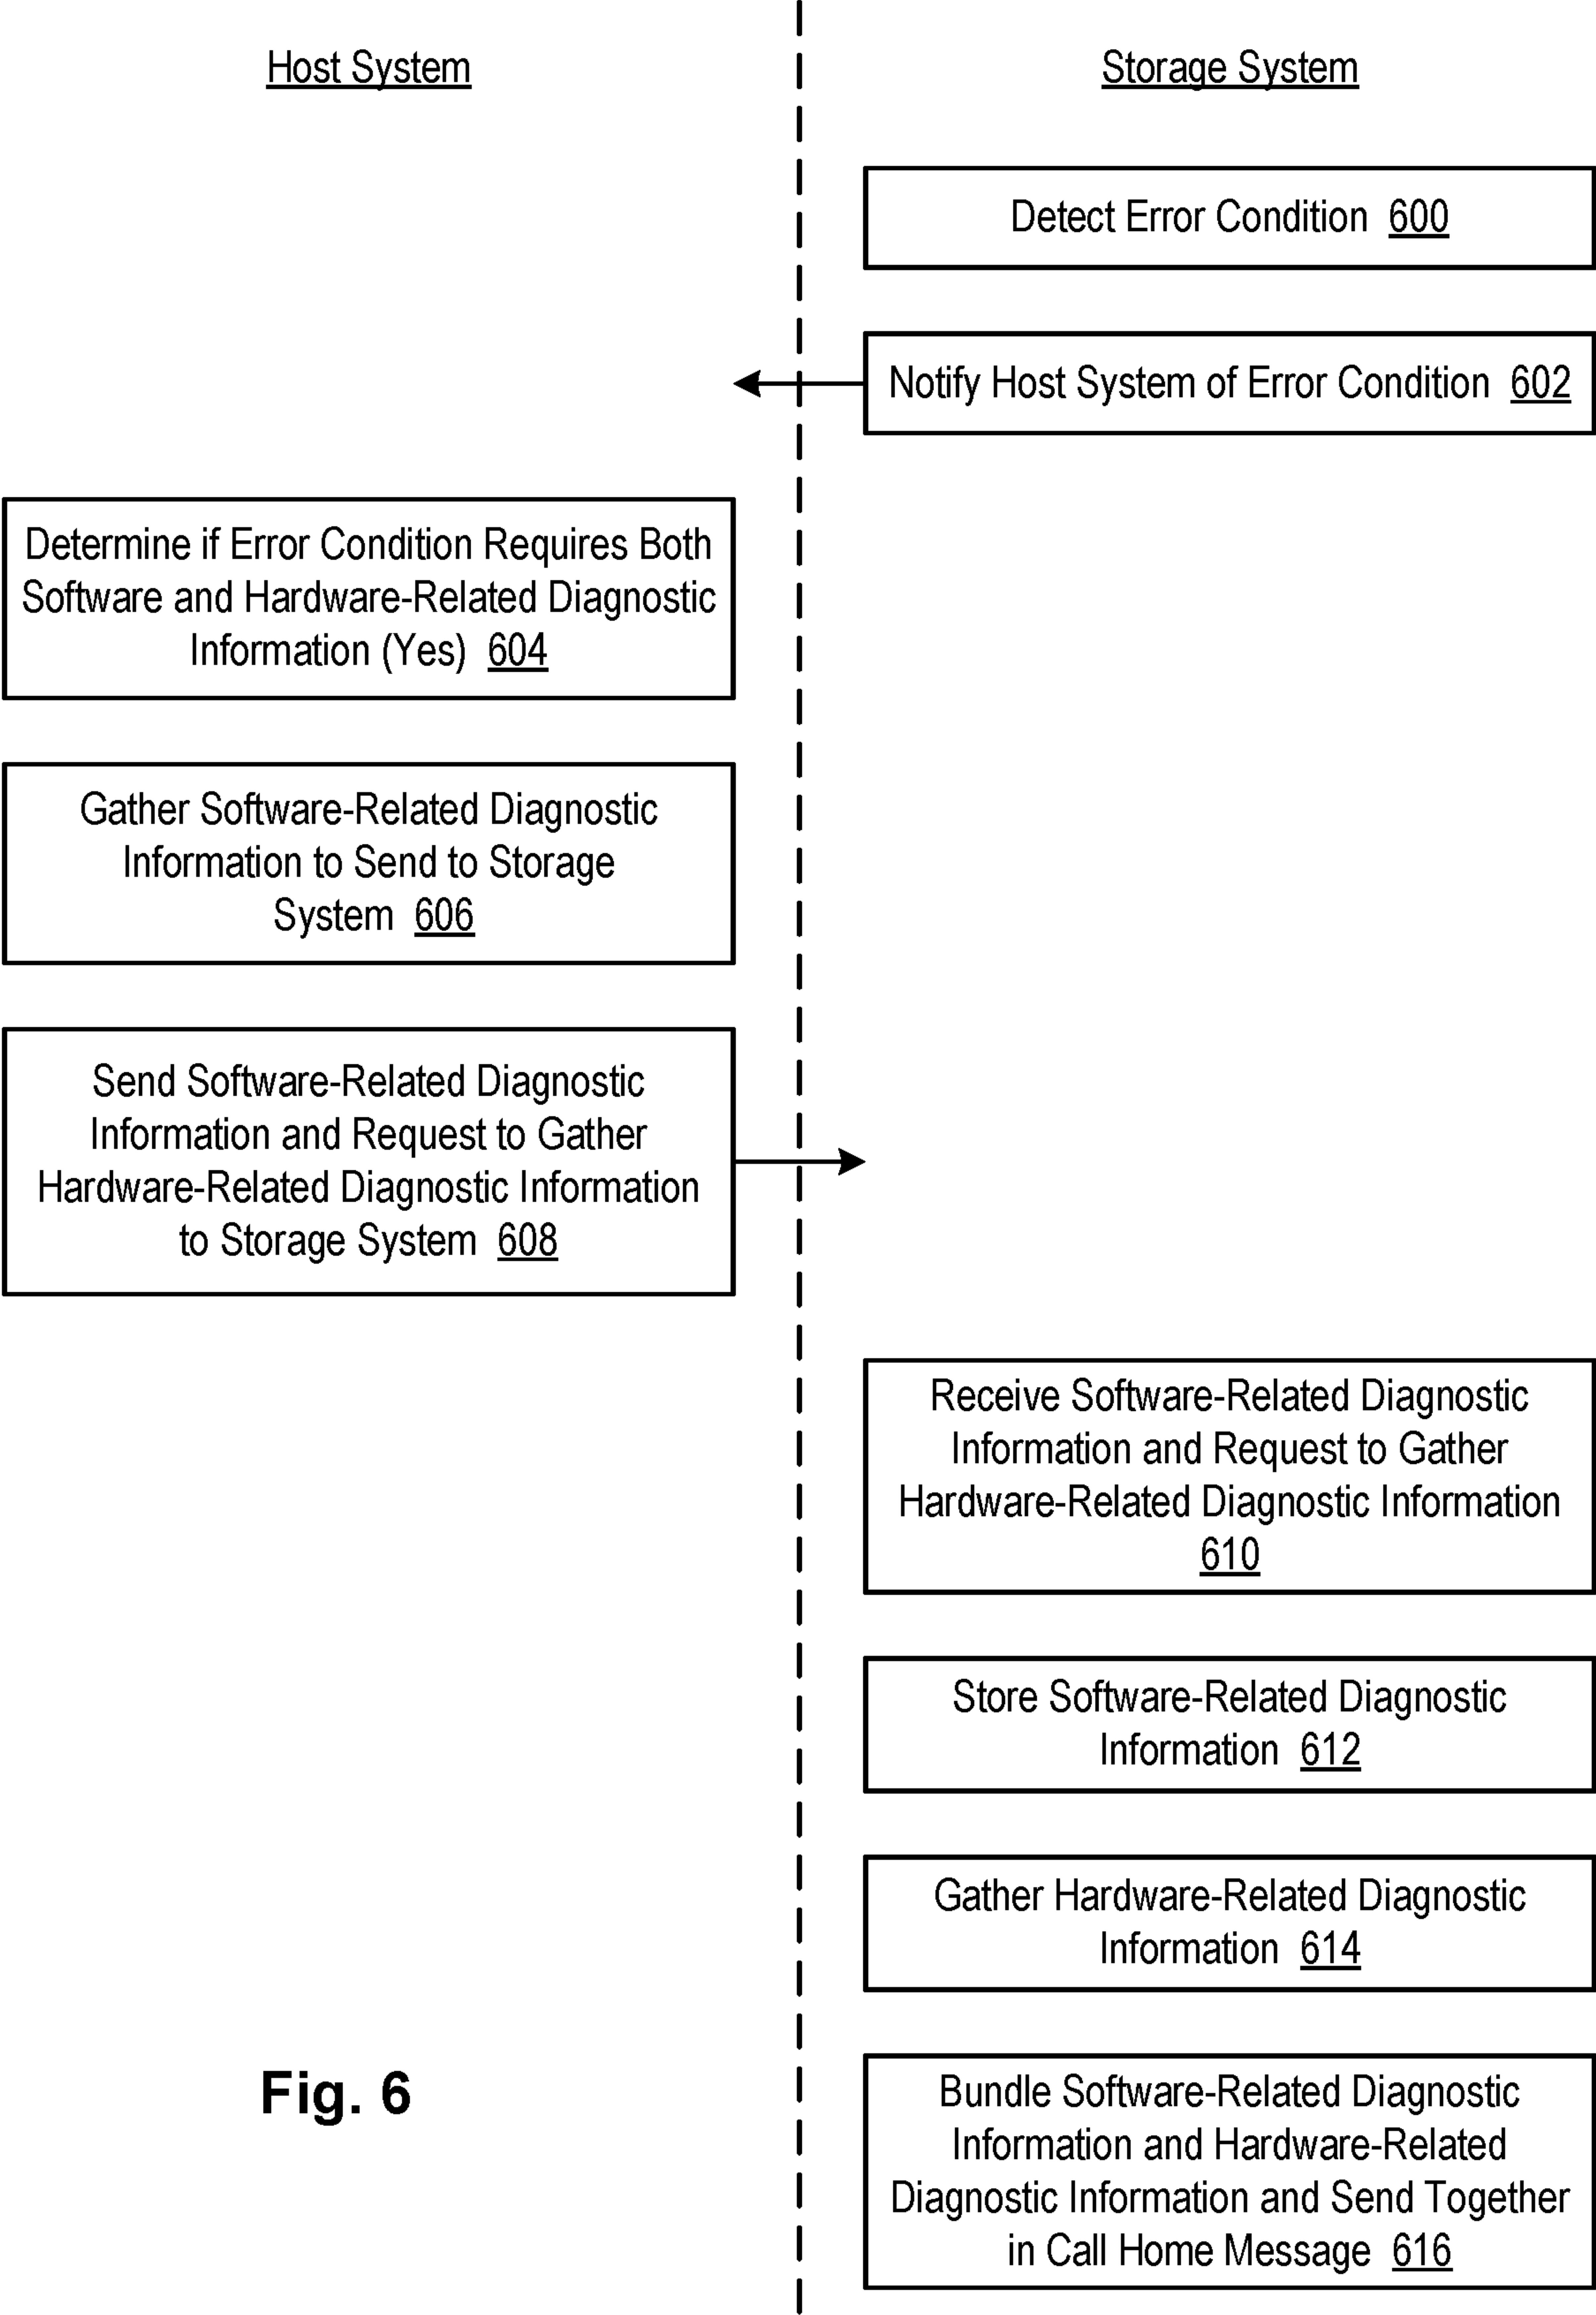 Host System
Storage System
Detect Error Condition 600
Notify Host System of Error Condition 602
Determine if Error Condition Requires Both
Software and Hardware-Related Diagnostic
Information (Yes) 604
Gather Software-Related Diagnostic
Information to Send to Storage
System 606
Send Software-Related Diagnostic
Information and Request to Gather
Hardware-Related Diagnostic Information
to Storage System 608
Receive Software-Related Diagnostic
Information and Request to Gather
Hardware-Related Diagnostic Information
610
Store Software-Related Diagnostic
Information 612
Gather Hardware-Related Diagnostic
Information 614
Bundle Software-Related Diagnostic
Information and Hardware-Related
Diagnostic Information and Send Together
in Call Home Message 616
Fig. 6